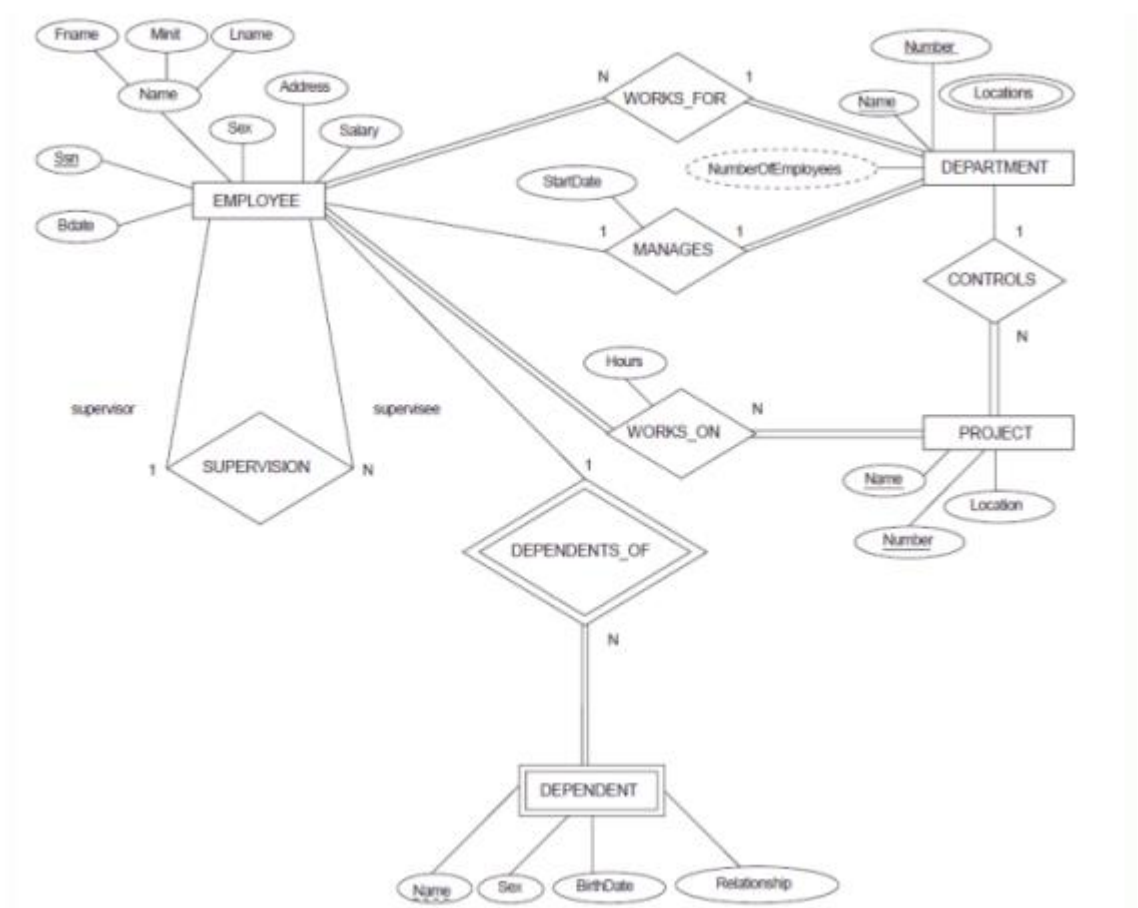 Fname
Minit
Lname
Name
Address
Sex
Salary
Ssn
Bdate
EMPLOYEE
N
WORKS_FOR
1
Number
Name
Locations
NumberOfEmployees
DEPARTMENT
StartDate
1
MANAGES
1
1
CONTROLS
N
Hours
WORKS_ON
N
PROJECT
Name
Number
Location
supervisor
supervisee
1
SUPERVISION
N
1
DEPENDENTS_OF
N
DEPENDENT
Name
Sex
BirthDate
Relationship